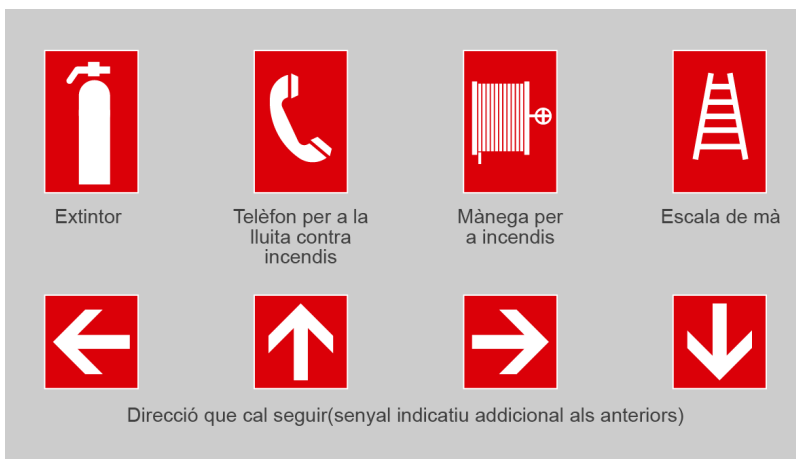 Extintor
Telèfon per a la
lluita contra
incendis
Mànega per
a incendis
Escala de mà
Direcció que cal seguir(senyal indicatiu addicional als anteriors)